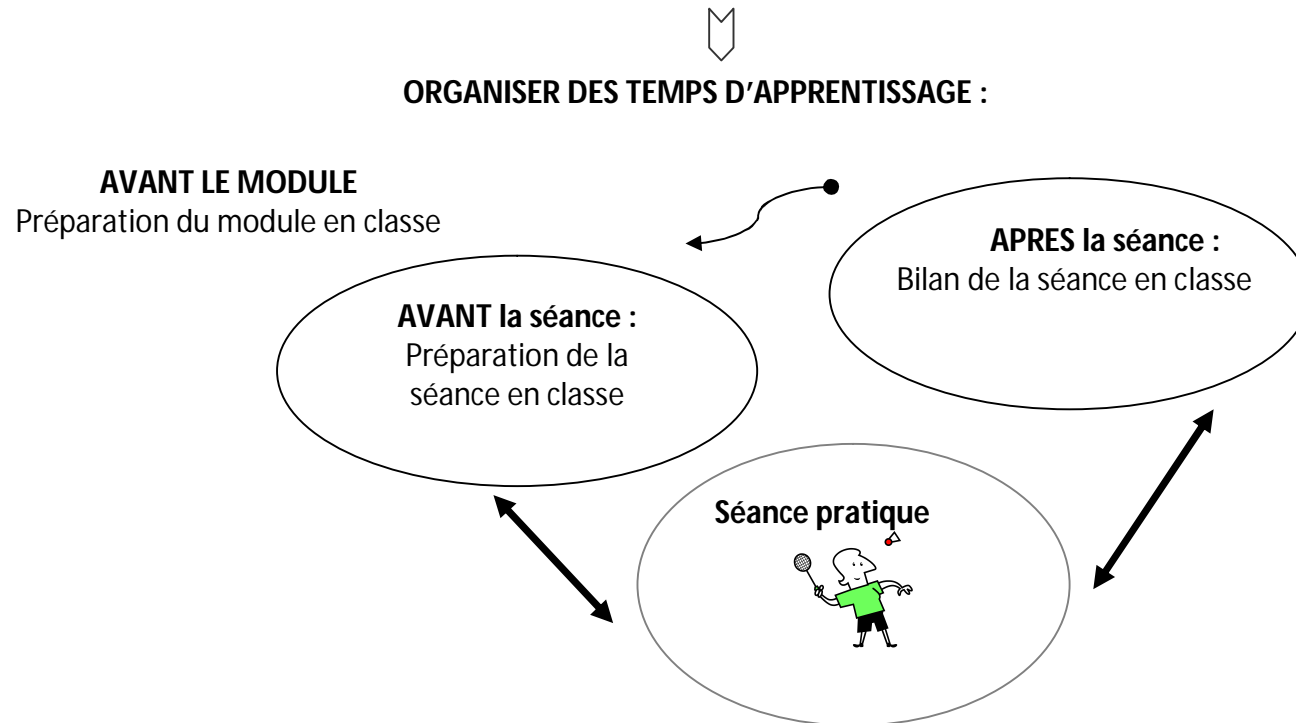 ORGANISER DES TEMPS D'APPRENTISSAGE :
AVANT LE MODULE
Préparation du module en classe
APRES la séance :
Bilan de la séance en classe
AVANT la séance :
Préparation de la
séance en classe
Séance pratique